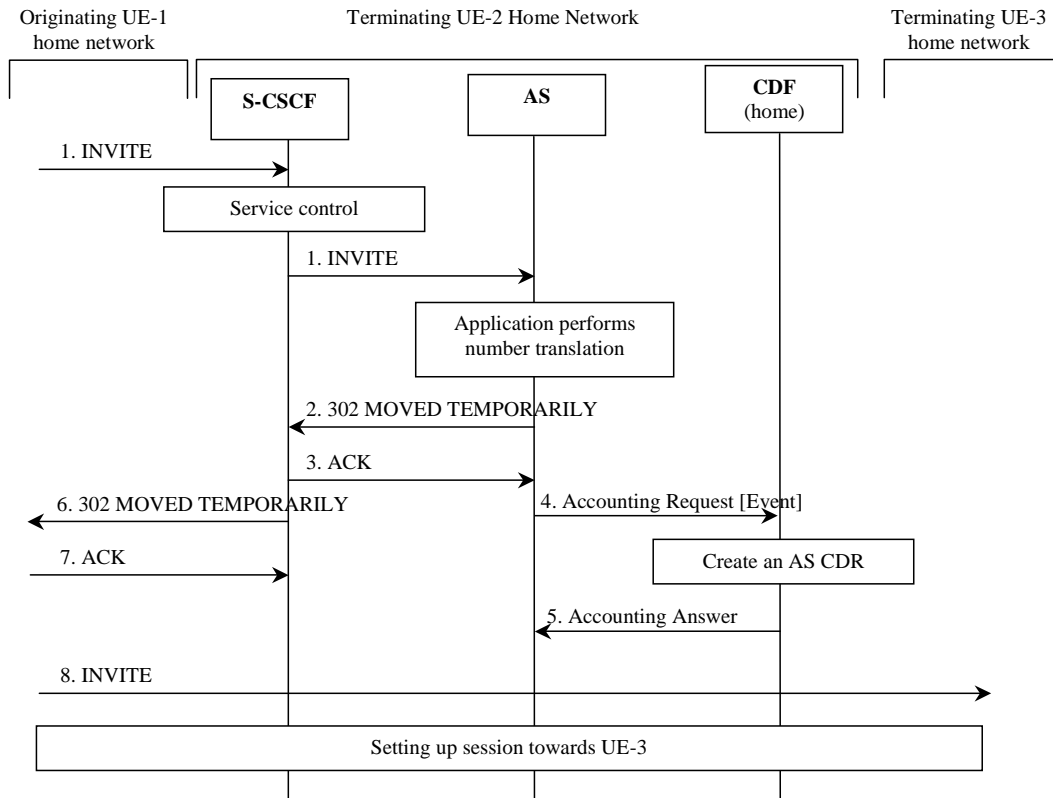 Originating UE-1
home network
Terminating UE-2 Home Network
Terminating UE-3
home network
S-CSCF
AS
CDF
(home)
1. INVITE
Service control
1. INVITE
Application performs
number translation
2. 302 MOVED TEMPORARILY
3. ACK
6. 302 MOVED TEMPORARILY
4. Accounting Request [Event]
7. ACK
Create an AS CDR
5. Accounting Answer
8. INVITE
Setting up session towards UE-3